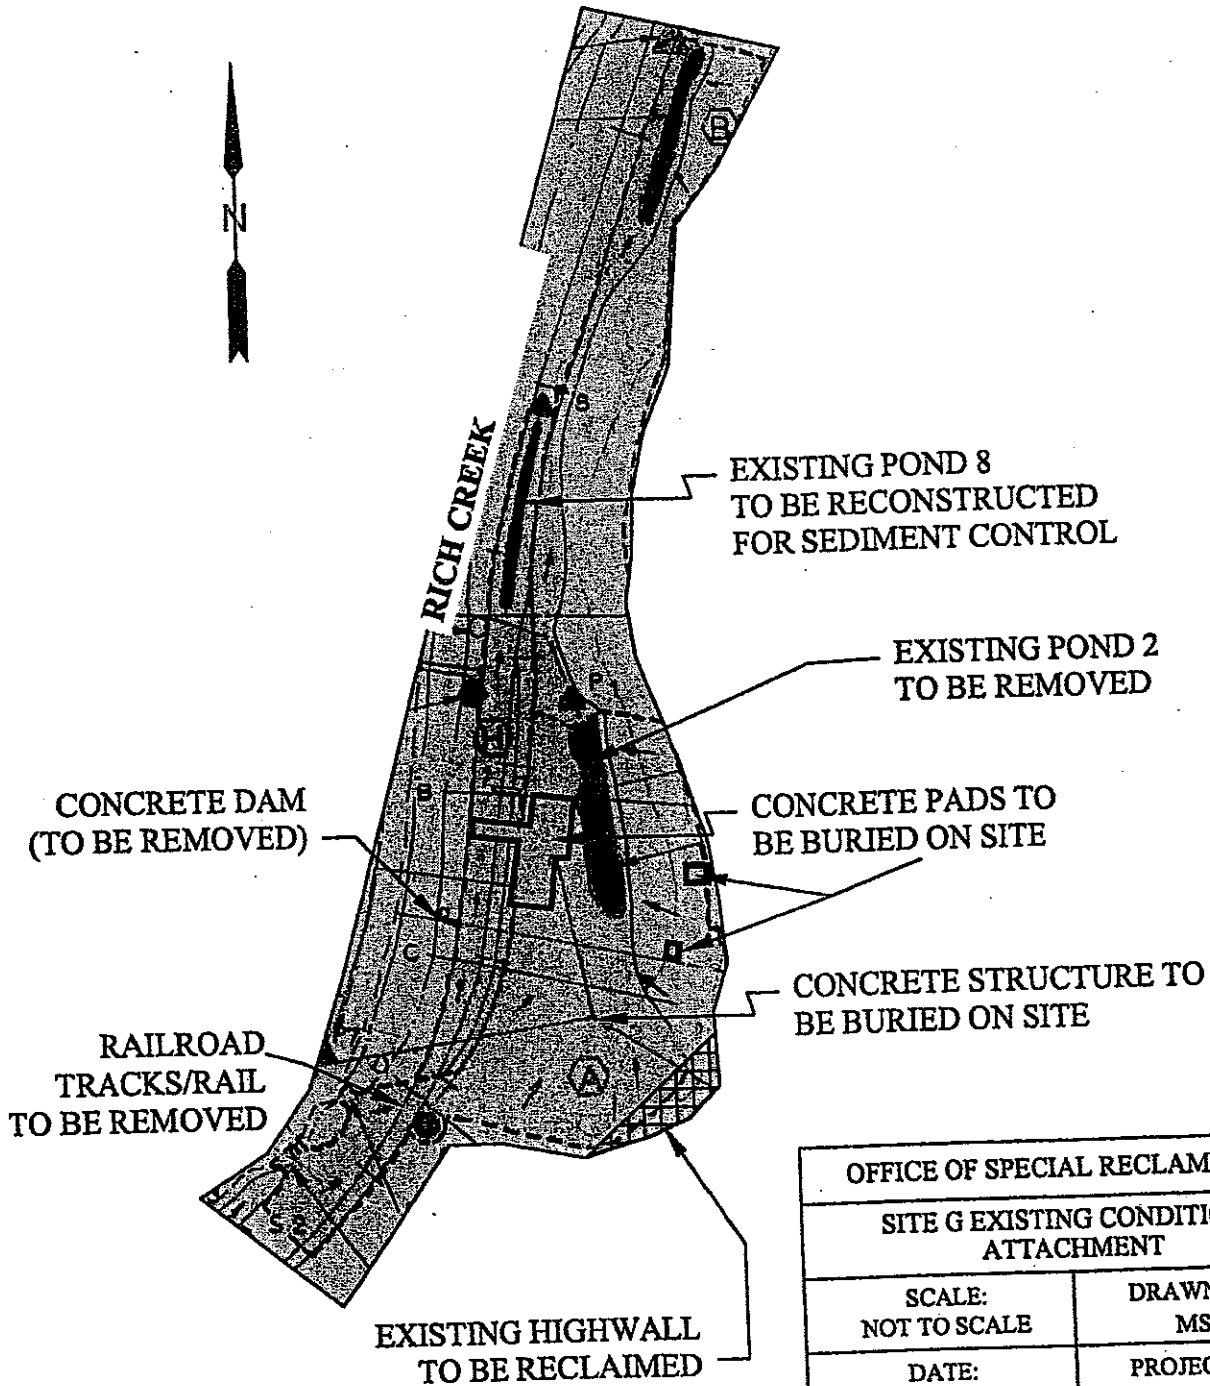 N
B
S
RICH CREEK
EXISTING POND 8
TO BE RECONSTRUCTED
FOR SEDIMENT CONTROL
EXISTING POND 2
TO BE REMOVED
B
CONCRETE DAM
(TO BE REMOVED)
CONCRETE PADS TO
BE BURIED ON SITE
C
CONCRETE STRUCTURE TO
BE BURIED ON SITE
RAILROAD
TRACKS/RAIL
TO BE REMOVED
A
EXISTING HIGHWALL
TO BE RECLAIMED
OFFICE OF SPECIAL RECLAM
SITE G EXISTING CONDITI
ATTACHMENT
SCALE:
NOT TO SCALE
DRAWN
MS
DATE:
PROJEC